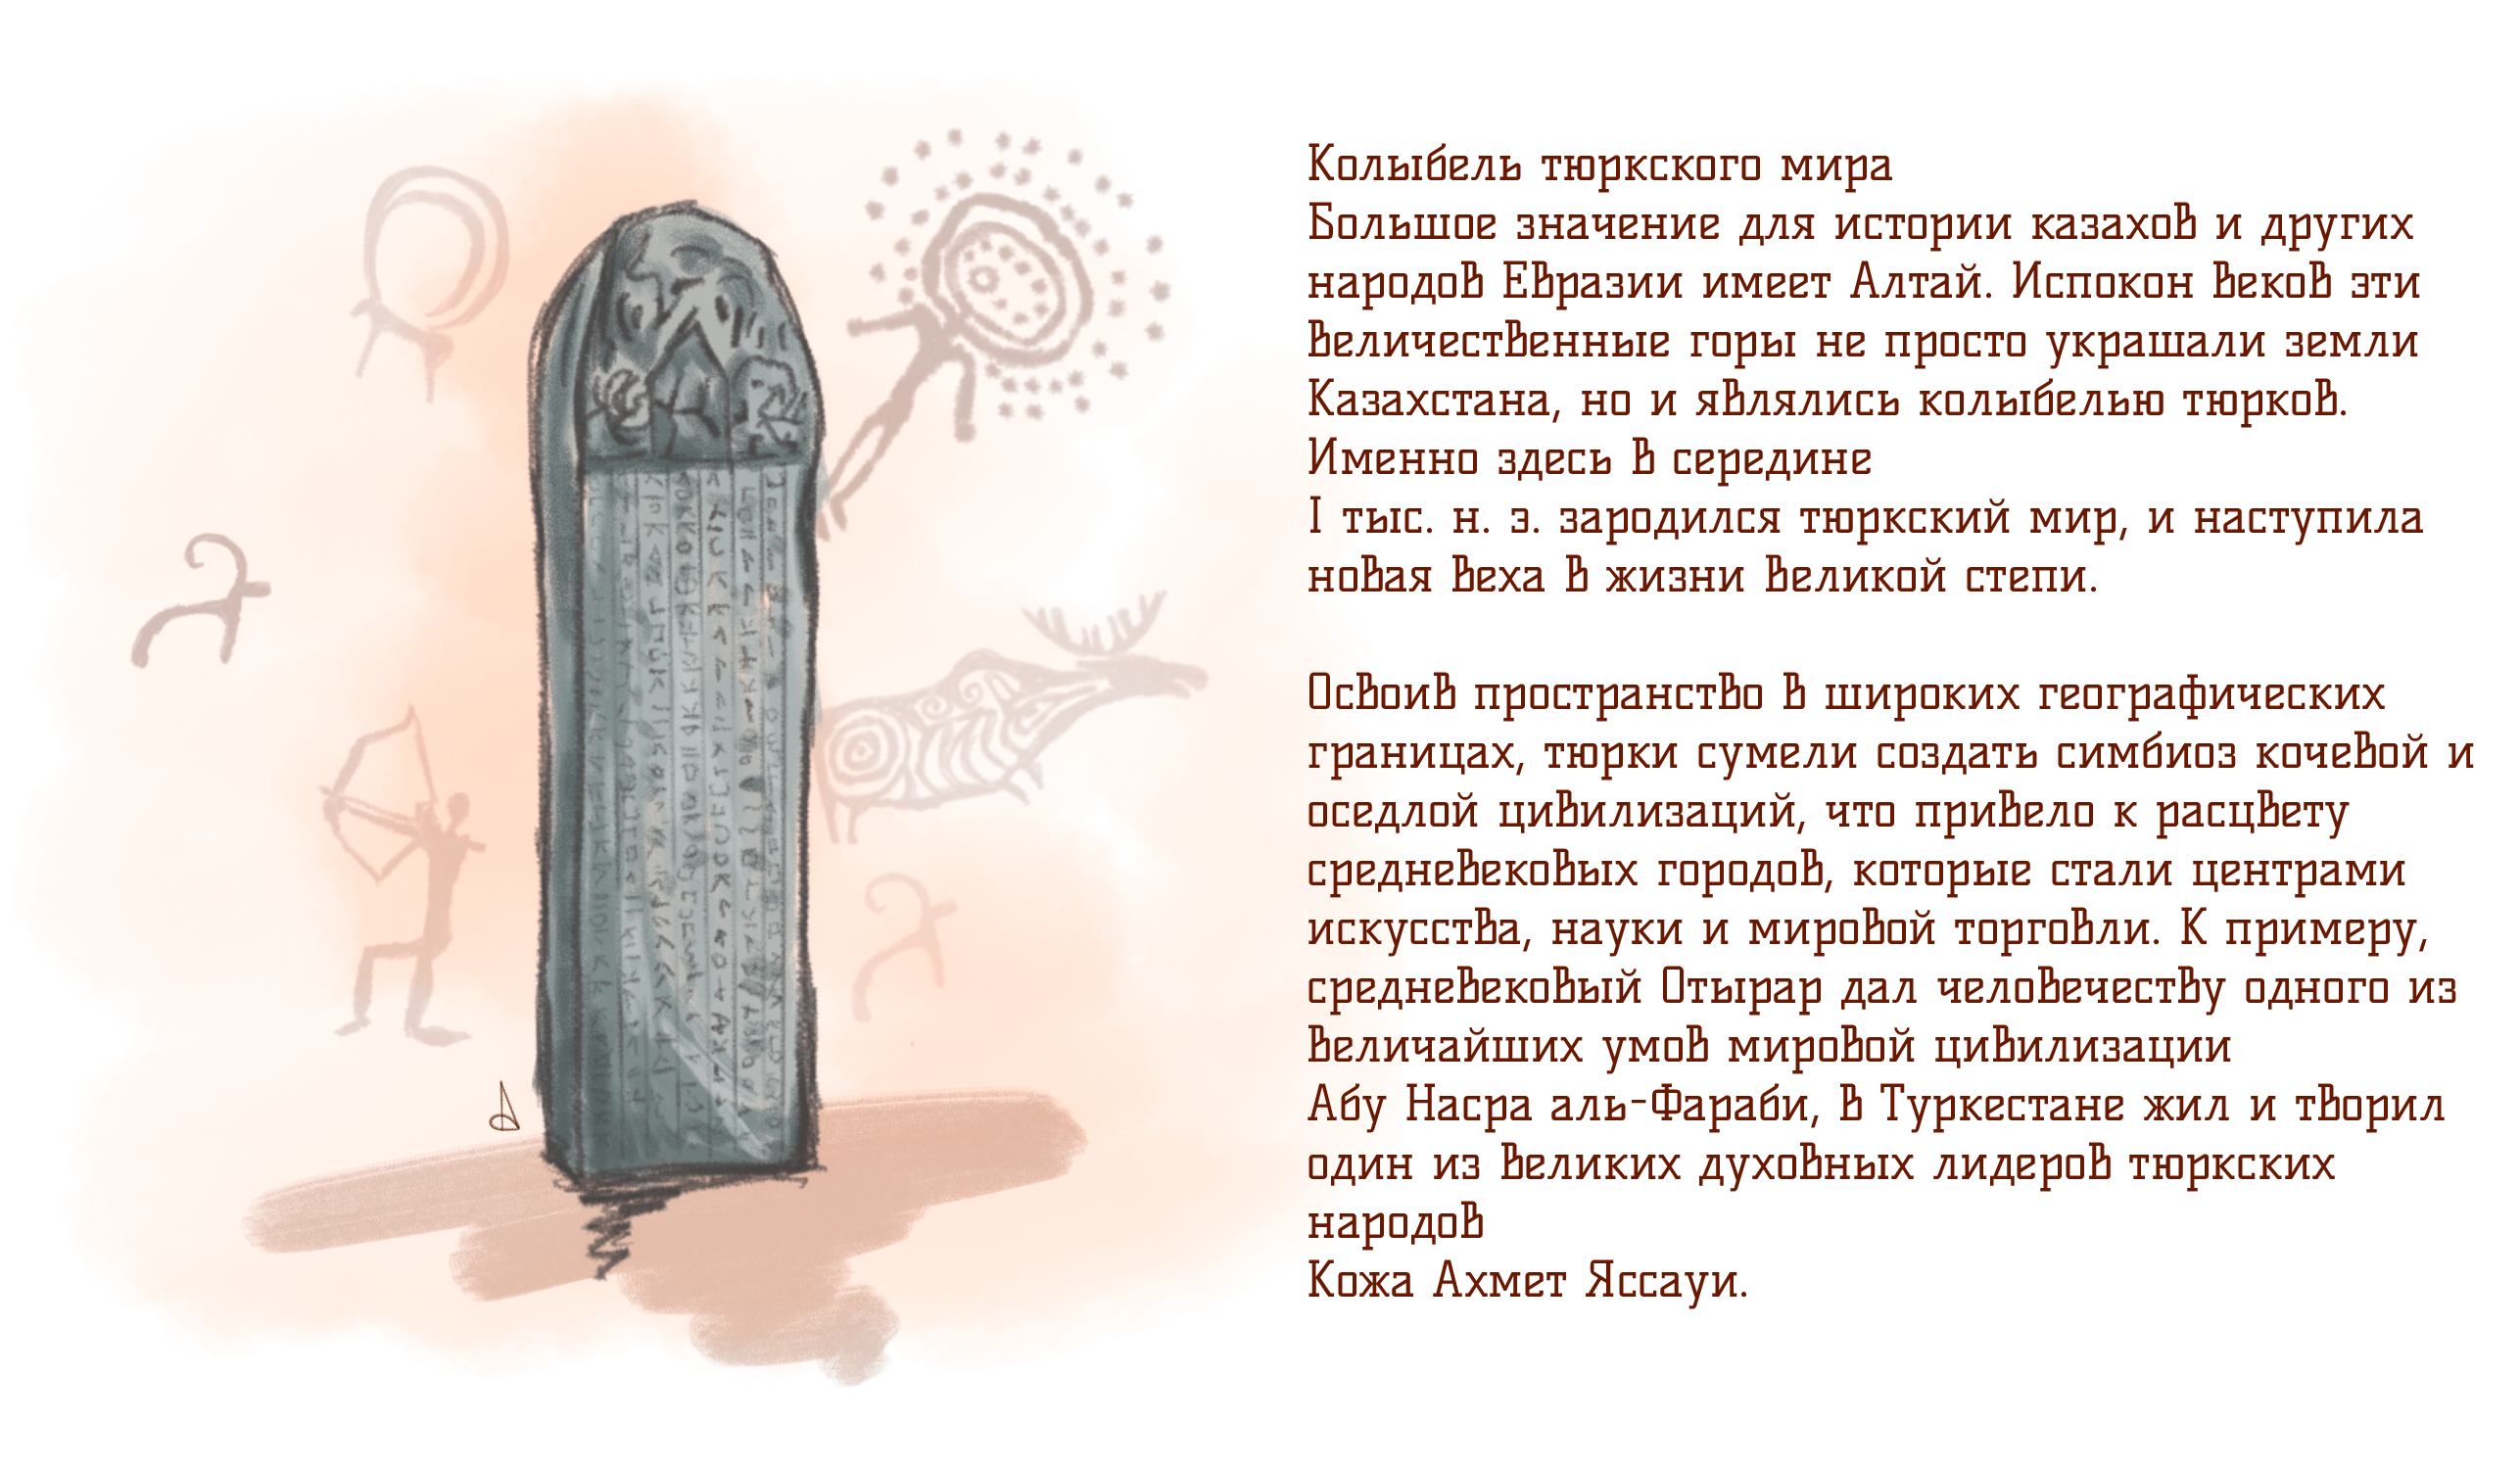 Колыбель тюркского мира
Большое значение для истории казахов и других
народов Евразии имеет Алтай. Испокон веков эти
величественные горы не просто украшали земли
Казахстана, но и являлись колыбелью тюрков.
Именно здесь в середине
I тыс. н. э. зародился тюркский мир, и наступила
новая веха в жизни великой степи.
Освоив пространство в широких географических
границах, тюрки сумели создать симбиоз кочевой и
оседлой цивилизаций, что привело к расцвету
средневековых городов, которые стали центрами
искусства, науки и мировой торговли. К примеру,
средневековый Отырар дал человечеству одного из
величайших умов мировой цивилизации
Абу Насра аль-Фараби, в Туркестане жил и творил
один из великих духовных лидеров тюркских
народов
Кожа Ахмет Яссауи.